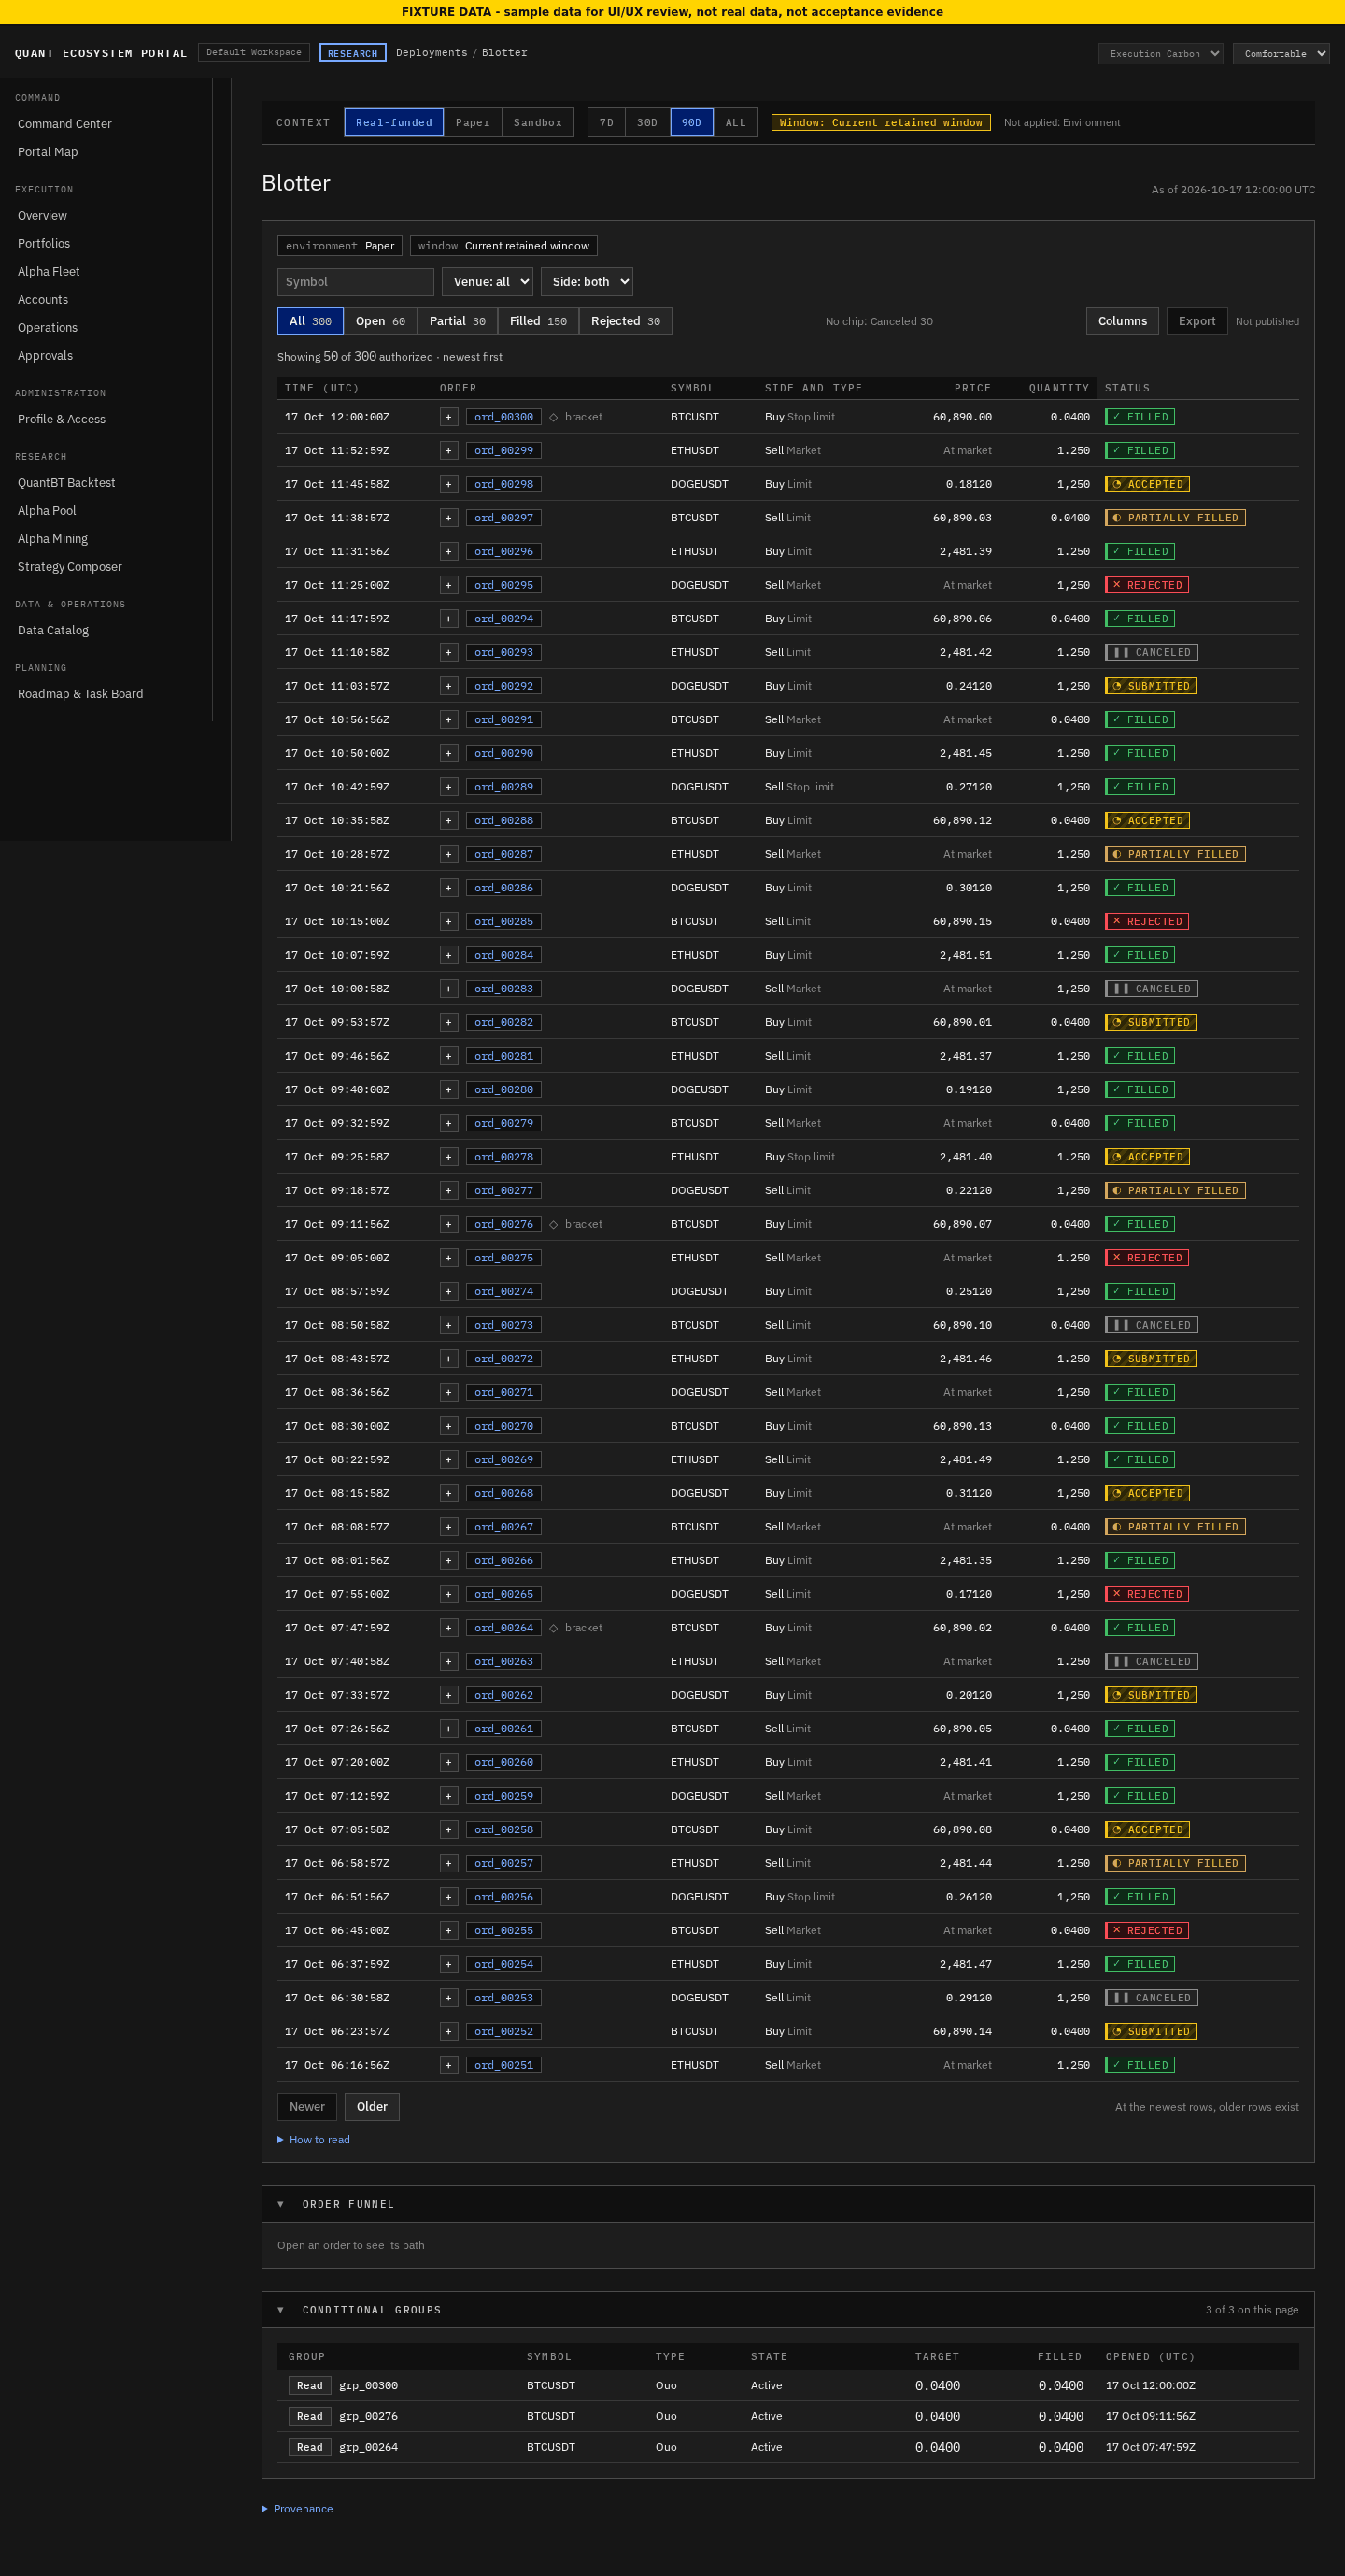 FIXTURE DATA - sample data for UI/UX review, not real data, not acceptance evidence
QUANT ECOSYSTEM PORTAL Default Workspace RESEARCH Deployments / Blotter Execution Carbon Comfortable
COMMAND
Command Center
Portal Map
EXECUTION
Overview
Portfolios
Alpha Fleet
Accounts
Operations
Approvals
ADMINISTRATION
Profile & Access
RESEARCH
QuantBT Backtest
Alpha Pool
Alpha Mining
Strategy Composer
DATA & OPERATIONS
Data Catalog
PLANNING
Roadmap & Task Board
CONTEXT Real-funded Paper Sandbox 7D 30D 90D ALL Window: Current retained window Not applied: Environment
Blotter As of 2026-10-17 12:00:00 UTC
environment Paper window Current retained window
Symbol Venue: all Side: both
All 300 Open 60 Partial 30 Filled 150 Rejected 30 No chip: Canceled 30 Columns Export Not published
Showing 50 of 300 authorized · newest first
TIME (UTC) ORDER SYMBOL SIDE AND TYPE PRICE QUANTITY STATUS
17 Oct 12:00:00Z + ord_00300 ◇ bracket BTCUSDT Buy Stop limit 60,890.00 0.0400 ✓ FILLED
17 Oct 11:52:59Z + ord_00299 ETHUSDT Sell Market At market 1.250 ✓ FILLED
17 Oct 11:45:58Z + ord_00298 DOGEUSDT Buy Limit 0.18120 1,250 ◔ ACCEPTED
17 Oct 11:38:57Z + ord_00297 BTCUSDT Sell Limit 60,890.03 0.0400 ◐ PARTIALLY FILLED
17 Oct 11:31:56Z + ord_00296 ETHUSDT Buy Limit 2,481.39 1.250 ✓ FILLED
17 Oct 11:25:00Z + ord_00295 DOGEUSDT Sell Market At market 1,250 ✕ REJECTED
17 Oct 11:17:59Z + ord_00294 BTCUSDT Buy Limit 60,890.06 0.0400 ✓ FILLED
17 Oct 11:10:58Z + ord_00293 ETHUSDT Sell Limit 2,481.42 1.250 ❚❚ CANCELED
17 Oct 11:03:57Z + ord_00292 DOGEUSDT Buy Limit 0.24120 1,250 ◔ SUBMITTED
17 Oct 10:56:56Z + ord_00291 BTCUSDT Sell Market At market 0.0400 ✓ FILLED
17 Oct 10:50:00Z + ord_00290 ETHUSDT Buy Limit 2,481.45 1.250 ✓ FILLED
17 Oct 10:42:59Z + ord_00289 DOGEUSDT Sell Stop limit 0.27120 1,250 ✓ FILLED
17 Oct 10:35:58Z + ord_00288 BTCUSDT Buy Limit 60,890.12 0.0400 ◔ ACCEPTED
17 Oct 10:28:57Z + ord_00287 ETHUSDT Sell Market At market 1.250 ◐ PARTIALLY FILLED
17 Oct 10:21:56Z + ord_00286 DOGEUSDT Buy Limit 0.30120 1,250 ✓ FILLED
17 Oct 10:15:00Z + ord_00285 BTCUSDT Sell Limit 60,890.15 0.0400 ✕ REJECTED
17 Oct 10:07:59Z + ord_00284 ETHUSDT Buy Limit 2,481.51 1.250 ✓ FILLED
17 Oct 10:00:58Z + ord_00283 DOGEUSDT Sell Market At market 1,250 ❚❚ CANCELED
17 Oct 09:53:57Z + ord_00282 BTCUSDT Buy Limit 60,890.01 0.0400 ◔ SUBMITTED
17 Oct 09:46:56Z + ord_00281 ETHUSDT Sell Limit 2,481.37 1.250 ✓ FILLED
17 Oct 09:40:00Z + ord_00280 DOGEUSDT Buy Limit 0.19120 1,250 ✓ FILLED
17 Oct 09:32:59Z + ord_00279 BTCUSDT Sell Market At market 0.0400 ✓ FILLED
17 Oct 09:25:58Z + ord_00278 ETHUSDT Buy Stop limit 2,481.40 1.250 ◔ ACCEPTED
17 Oct 09:18:57Z + ord_00277 DOGEUSDT Sell Limit 0.22120 1,250 ◐ PARTIALLY FILLED
17 Oct 09:11:56Z + ord_00276 ◇ bracket BTCUSDT Buy Limit 60,890.07 0.0400 ✓ FILLED
17 Oct 09:05:00Z + ord_00275 ETHUSDT Sell Market At market 1.250 ✕ REJECTED
17 Oct 08:57:59Z + ord_00274 DOGEUSDT Buy Limit 0.25120 1,250 ✓ FILLED
17 Oct 08:50:58Z + ord_00273 BTCUSDT Sell Limit 60,890.10 0.0400 ❚❚ CANCELED
17 Oct 08:43:57Z + ord_00272 ETHUSDT Buy Limit 2,481.46 1.250 ◔ SUBMITTED
17 Oct 08:36:56Z + ord_00271 DOGEUSDT Sell Market At market 1,250 ✓ FILLED
17 Oct 08:30:00Z + ord_00270 BTCUSDT Buy Limit 60,890.13 0.0400 ✓ FILLED
17 Oct 08:22:59Z + ord_00269 ETHUSDT Sell Limit 2,481.49 1.250 ✓ FILLED
17 Oct 08:15:58Z + ord_00268 DOGEUSDT Buy Limit 0.31120 1,250 ◔ ACCEPTED
17 Oct 08:08:57Z + ord_00267 BTCUSDT Sell Market At market 0.0400 ◐ PARTIALLY FILLED
17 Oct 08:01:56Z + ord_00266 ETHUSDT Buy Limit 2,481.35 1.250 ✓ FILLED
17 Oct 07:55:00Z + ord_00265 DOGEUSDT Sell Limit 0.17120 1,250 ✕ REJECTED
17 Oct 07:47:59Z + ord_00264 ◇ bracket BTCUSDT Buy Limit 60,890.02 0.0400 ✓ FILLED
17 Oct 07:40:58Z + ord_00263 ETHUSDT Sell Market At market 1.250 ❚❚ CANCELED
17 Oct 07:33:57Z + ord_00262 DOGEUSDT Buy Limit 0.20120 1,250 ◔ SUBMITTED
17 Oct 07:26:56Z + ord_00261 BTCUSDT Sell Limit 60,890.05 0.0400 ✓ FILLED
17 Oct 07:20:00Z + ord_00260 ETHUSDT Buy Limit 2,481.41 1.250 ✓ FILLED
17 Oct 07:12:59Z + ord_00259 DOGEUSDT Sell Market At market 1,250 ✓ FILLED
17 Oct 07:05:58Z + ord_00258 BTCUSDT Buy Limit 60,890.08 0.0400 ◔ ACCEPTED
17 Oct 06:58:57Z + ord_00257 ETHUSDT Sell Limit 2,481.44 1.250 ◐ PARTIALLY FILLED
17 Oct 06:51:56Z + ord_00256 DOGEUSDT Buy Stop limit 0.26120 1,250 ✓ FILLED
17 Oct 06:45:00Z + ord_00255 BTCUSDT Sell Market At market 0.0400 ✕ REJECTED
17 Oct 06:37:59Z + ord_00254 ETHUSDT Buy Limit 2,481.47 1.250 ✓ FILLED
17 Oct 06:30:58Z + ord_00253 DOGEUSDT Sell Limit 0.29120 1,250 ❚❚ CANCELED
17 Oct 06:23:57Z + ord_00252 BTCUSDT Buy Limit 60,890.14 0.0400 ◔ SUBMITTED
17 Oct 06:16:56Z + ord_00251 ETHUSDT Sell Market At market 1.250 ✓ FILLED
Newer Older At the newest rows, older rows exist
How to read
ORDER FUNNEL
Open an order to see its path
CONDITIONAL GROUPS 3 of 3 on this page
GROUP SYMBOL TYPE STATE TARGET FILLED OPENED (UTC)
Read grp_00300 BTCUSDT Ouo Active 0.0400 0.0400 17 Oct 12:00:00Z
Read grp_00276 BTCUSDT Ouo Active 0.0400 0.0400 17 Oct 09:11:56Z
Read grp_00264 BTCUSDT Ouo Active 0.0400 0.0400 17 Oct 07:47:59Z
Provenance